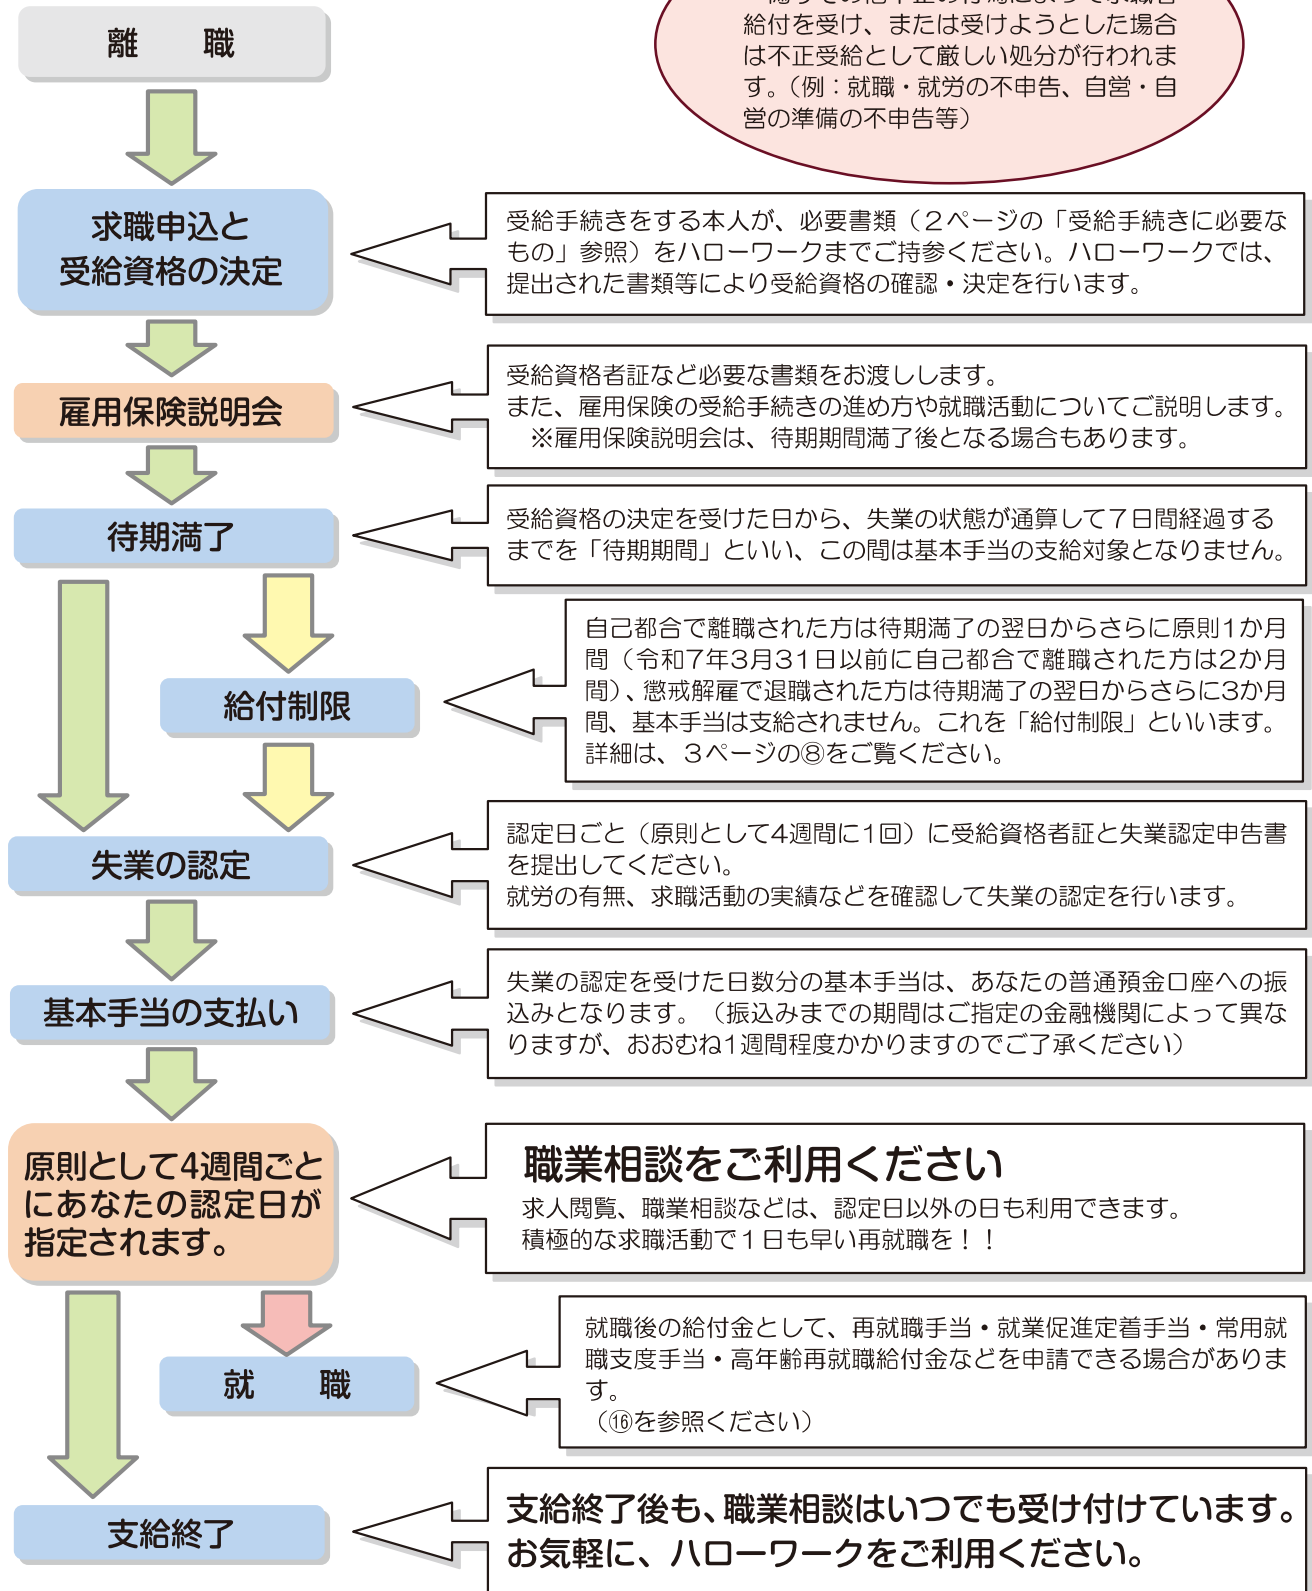 離　　職
給付を受け、または受けようとした場合
は不正受給として厳しい処分が行われま
す。（例：就職・就労の不申告、自営・自
営の準備の不申告等）
求職申込と
受給資格の決定
受給手続きをする本人が、必要書類（２ページの「受給手続きに必要な
もの」参照）をハローワークまでご持参ください。ハローワークでは、
提出された書類等により受給資格の確認・決定を行います。
雇用保険説明会
受給資格者証など必要な書類をお渡しします。
また、雇用保険の受給手続きの進め方や就職活動についてご説明します。
※雇用保険説明会は、待期期間満了後となる場合もあります。
待期満了
受給資格の決定を受けた日から、失業の状態が通算して７日間経過する
までを「待期期間」といい、この間は基本手当の支給対象となりません。
給付制限
自己都合で離職された方は待期満了の翌日からさらに原則1か月
間（令和7年3月31日以前に自己都合で離職された方は2か月
間）、懲戒解雇で退職された方は待期満了の翌日からさらに3か月
間、基本手当は支給されません。これを「給付制限」といいます。
詳細は、３ページの⑧をご覧ください。
失業の認定
認定日ごと（原則として4週間に1回）に受給資格者証と失業認定申告書
を提出してください。
就労の有無、求職活動の実績などを確認して失業の認定を行います。
基本手当の支払い
失業の認定を受けた日数分の基本手当は、あなたの普通預金口座への振
込みとなります。（振込みまでの期間はご指定の金融機関によって異な
りますが、おおむね1週間程度かかりますのでご了承ください）
原則として4週間ごと
にあなたの認定日が
指定されます。
職業相談をご利用ください
求人閲覧、職業相談などは、認定日以外の日も利用できます。
積極的な求職活動で１日も早い再就職を！！
就　　職
就職後の給付金として、再就職手当・就業促進定着手当・常用就
職支度手当・高年齢再就職給付金などを申請できる場合がありま
す。
（⑯を参照ください）
支給終了
支給終了後も、職業相談はいつでも受け付けています。
お気軽に、ハローワークをご利用ください。